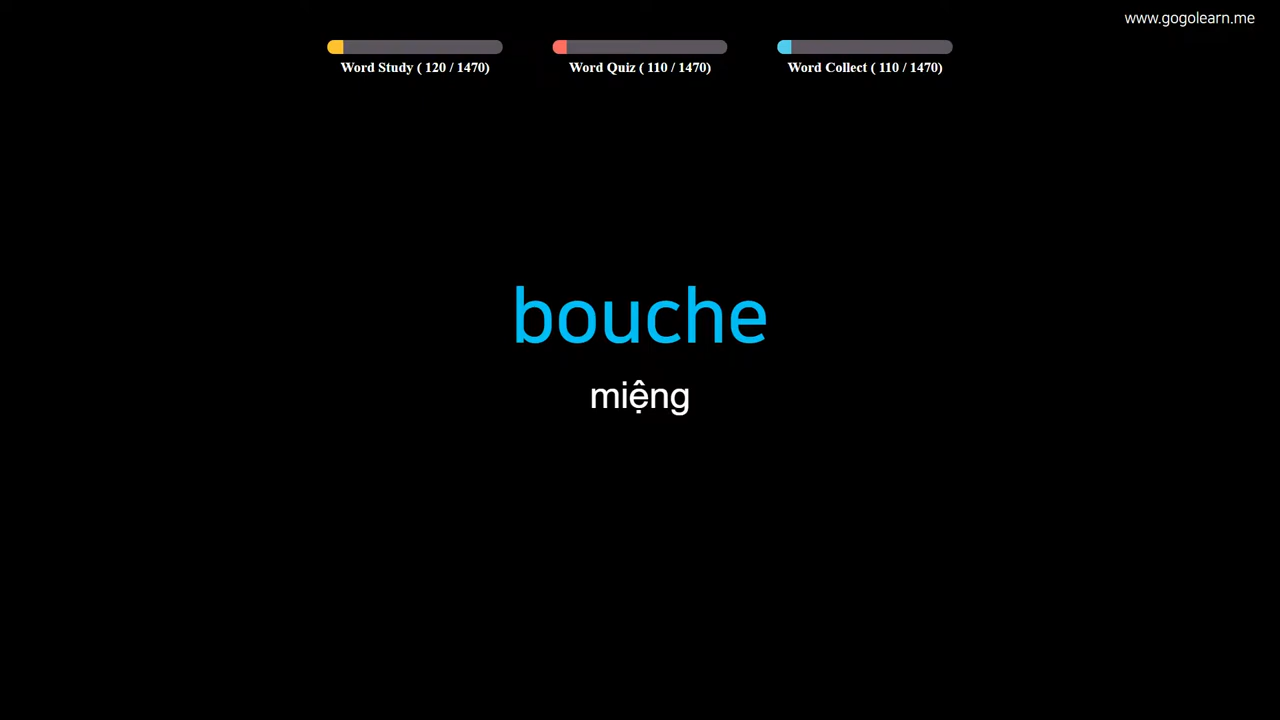 www.gogolearn.me
Word Study ( 120 / 1470)
Word Quiz ( 110 / 1470)
Word Collect ( 110 / 1470)
bouche
miệng